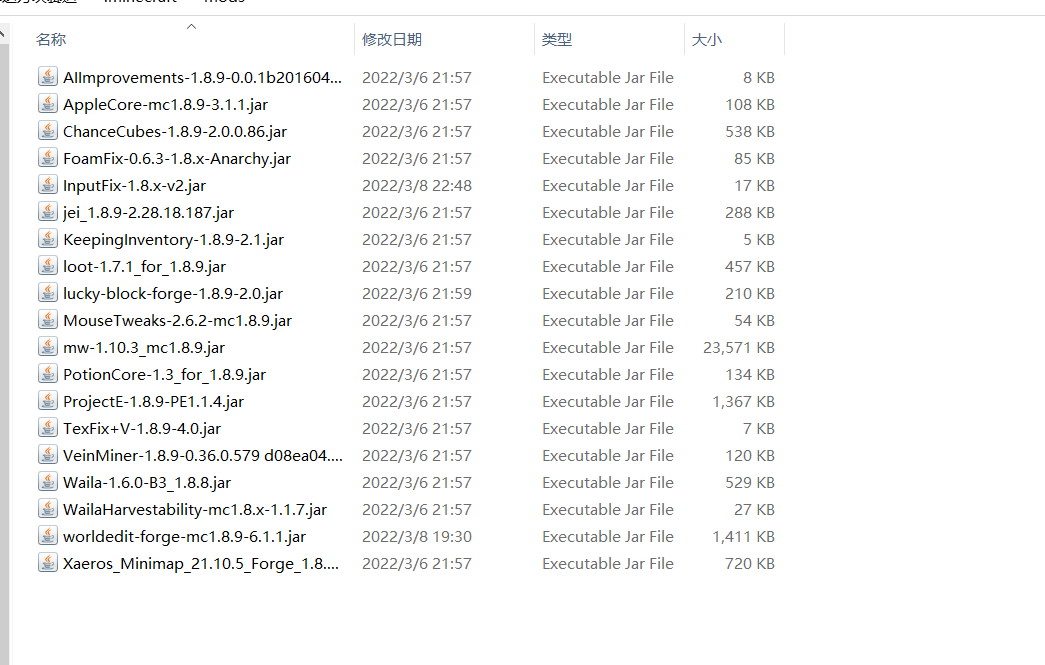 名称 修改日期 类型 大小
AIImprovements-1.8.9-0.0.1b201604... 2022/3/6 21:57 Executable Jar File 8 KB
AppleCore-mc1.8.9-3.1.1.jar 2022/3/6 21:57 Executable Jar File 108 KB
ChanceCubes-1.8.9-2.0.0.86.jar 2022/3/6 21:57 Executable Jar File 538 KB
FoamFix-0.6.3-1.8.x-Anarchy.jar 2022/3/6 21:57 Executable Jar File 85 KB
InputFix-1.8.x-v2.jar 2022/3/8 22:48 Executable Jar File 17 KB
jei_1.8.9-2.28.18.187.jar 2022/3/6 21:57 Executable Jar File 288 KB
KeepingInventory-1.8.9-2.1.jar 2022/3/6 21:57 Executable Jar File 5 KB
loot-1.7.1_for_1.8.9.jar 2022/3/6 21:57 Executable Jar File 457 KB
lucky-block-forge-1.8.9-2.0.jar 2022/3/6 21:59 Executable Jar File 210 KB
MouseTweaks-2.6.2-mc1.8.9.jar 2022/3/6 21:57 Executable Jar File 54 KB
mw-1.10.3_mc1.8.9.jar 2022/3/6 21:57 Executable Jar File 23,571 KB
PotionCore-1.3_for_1.8.9.jar 2022/3/6 21:57 Executable Jar File 134 KB
ProjectE-1.8.9-PE1.1.4.jar 2022/3/6 21:57 Executable Jar File 1,367 KB
TexFix+V-1.8.9-4.0.jar 2022/3/6 21:57 Executable Jar File 7 KB
VeinMiner-1.8.9-0.36.0.579 d08ea04.... 2022/3/6 21:57 Executable Jar File 120 KB
Waila-1.6.0-B3_1.8.8.jar 2022/3/6 21:57 Executable Jar File 529 KB
WailaHarvestability-mc1.8.x-1.1.7.jar 2022/3/6 21:57 Executable Jar File 27 KB
worldedit-forge-mc1.8.9-6.1.1.jar 2022/3/8 19:30 Executable Jar File 1,411 KB
Xaeros_Minimap_21.10.5_Forge_1.8.... 2022/3/6 21:57 Executable Jar File 720 KB